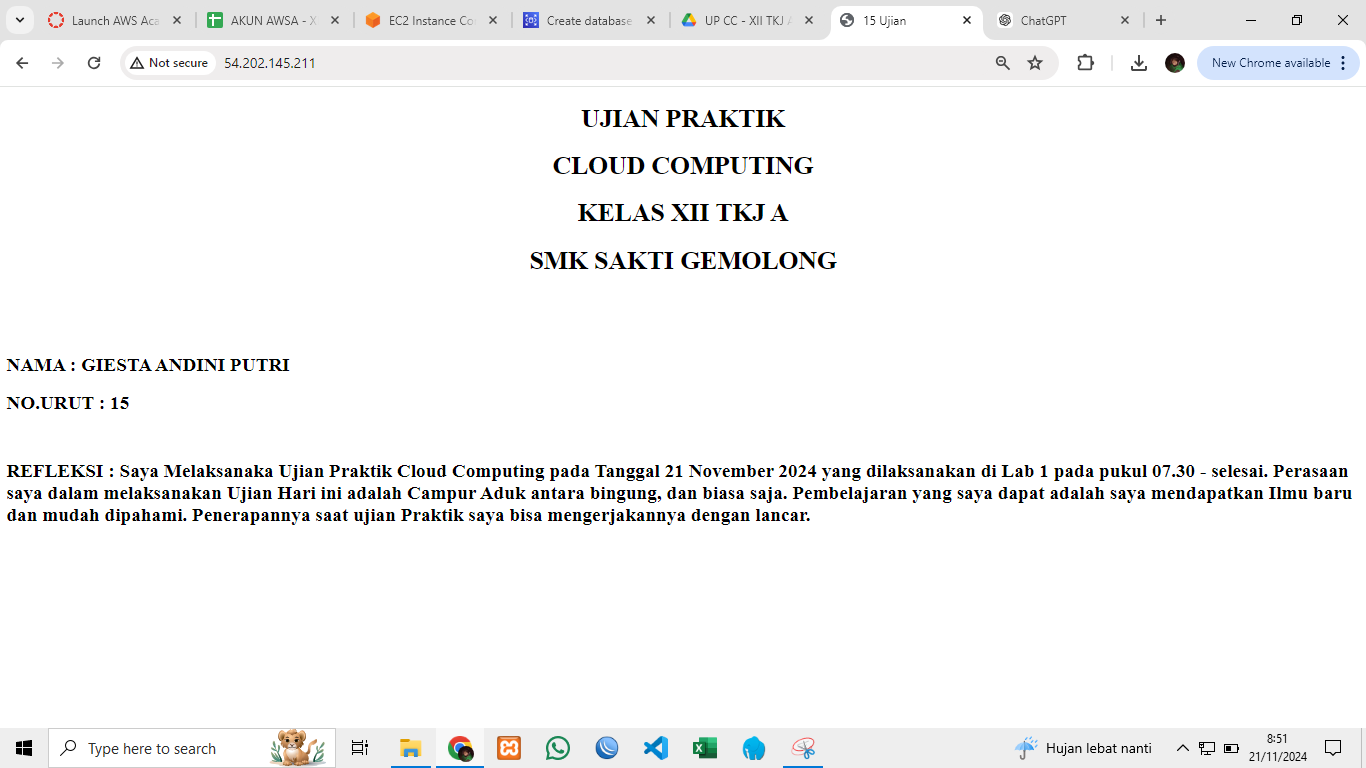 Launch AWS Aca
AKUN AWSA - X
EC2 Instance Co
Create database
UP CC - XII TKJ A
15 Ujian
ChatGPT
Not secure
54.202.145.211
New Chrome available
UJIAN PRAKTIK
CLOUD COMPUTING
KELAS XII TKJ A
SMK SAKTI GEMOLONG
NAMA : GIESTA ANDINI PUTRI
NO.URUT : 15
REFLEKSI : Saya Melaksanaka Ujian Praktik Cloud Computing pada Tanggal 21 November 2024 yang dilaksanakan di Lab 1 pada pukul 07.30 - selesai. Perasaan
saya dalam melaksanakan Ujian Hari ini adalah Campur Aduk antara bingung, dan biasa saja. Pembelajaran yang saya dapat adalah saya mendapatkan Ilmu baru
dan mudah dipahami. Penerapannya saat ujian Praktik saya bisa mengerjakannya dengan lancar.
Type here to search
Hujan lebat nanti
8:51
21/11/2024